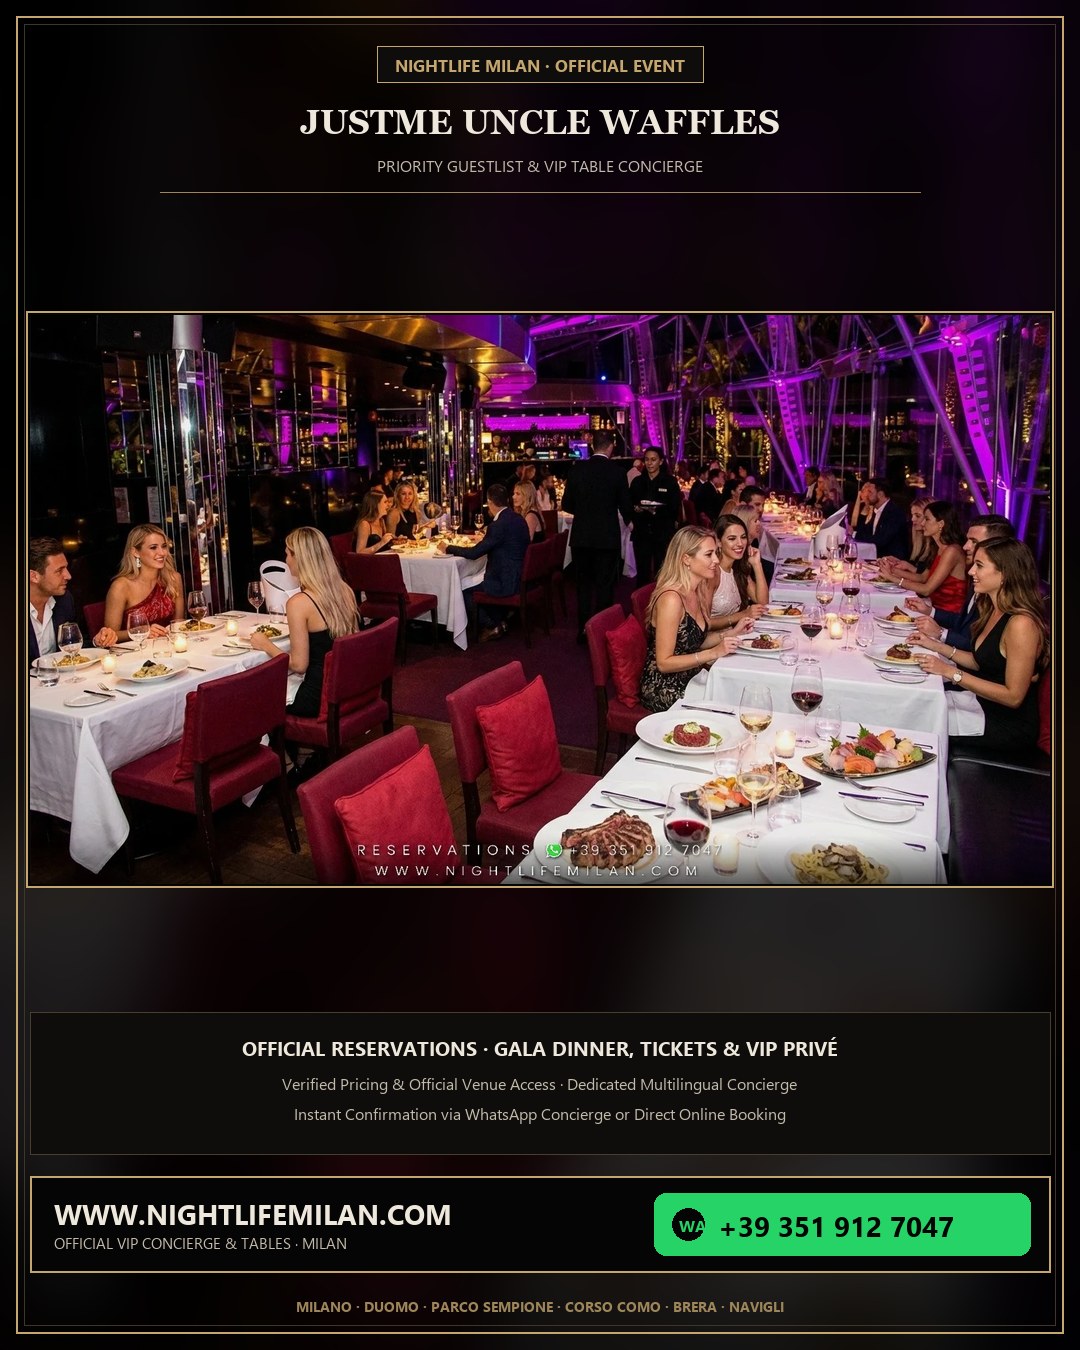 NIGHTLIFE MILAN · OFFICIAL EVENT
JUSTME UNCLE WAFFLES
PRIORITY GUESTLIST & VIP TABLE CONCIERGE
RESERVATIONS +39 351 912 7047
WWW.NIGHTLIFEMILAN.COM
OFFICIAL RESERVATIONS · GALA DINNER, TICKETS & VIP PRIVÉ
Verified Pricing & Official Venue Access · Dedicated Multilingual Concierge
Instant Confirmation via WhatsApp Concierge or Direct Online Booking
WWW.NIGHTLIFEMILAN.COM
OFFICIAL VIP CONCIERGE & TABLES · MILAN
WA +39 351 912 7047
MILANO · DUOMO · PARCO SEMPIONE · CORSO COMO · BRERA · NAVIGLI